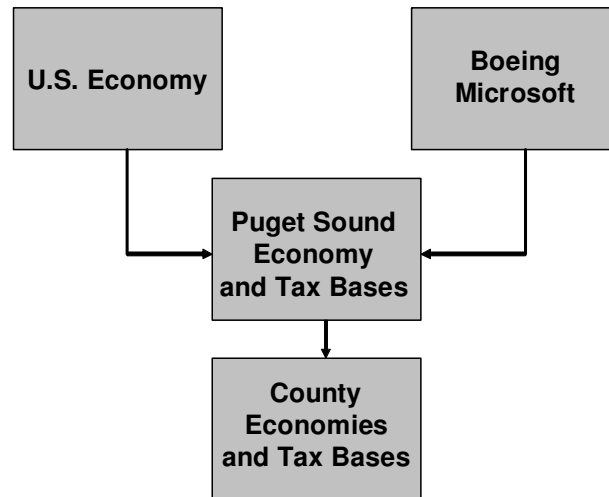 U.S. Economy
Boeing
Microsoft
Puget Sound
Economy
and Tax Bases
County
Economies
and Tax Bases